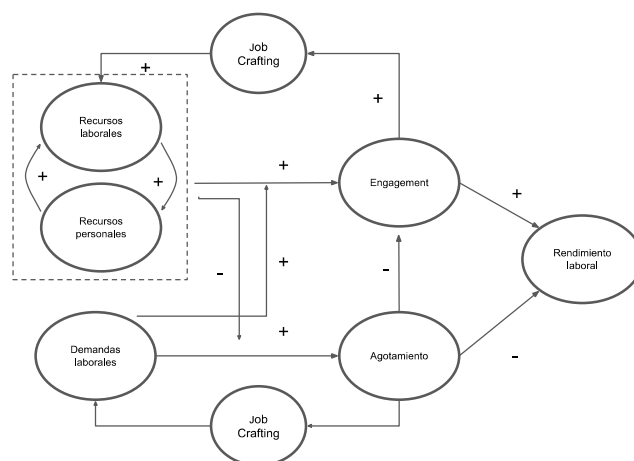 Job
Crafting
+
+
Recursos
laborales
+
+
+
Engagement
+
Recursos
personales
+
Rendimiento
laboral
-
+
-
+
Demandas
laborales
Agotamiento
-
Job
Crafting